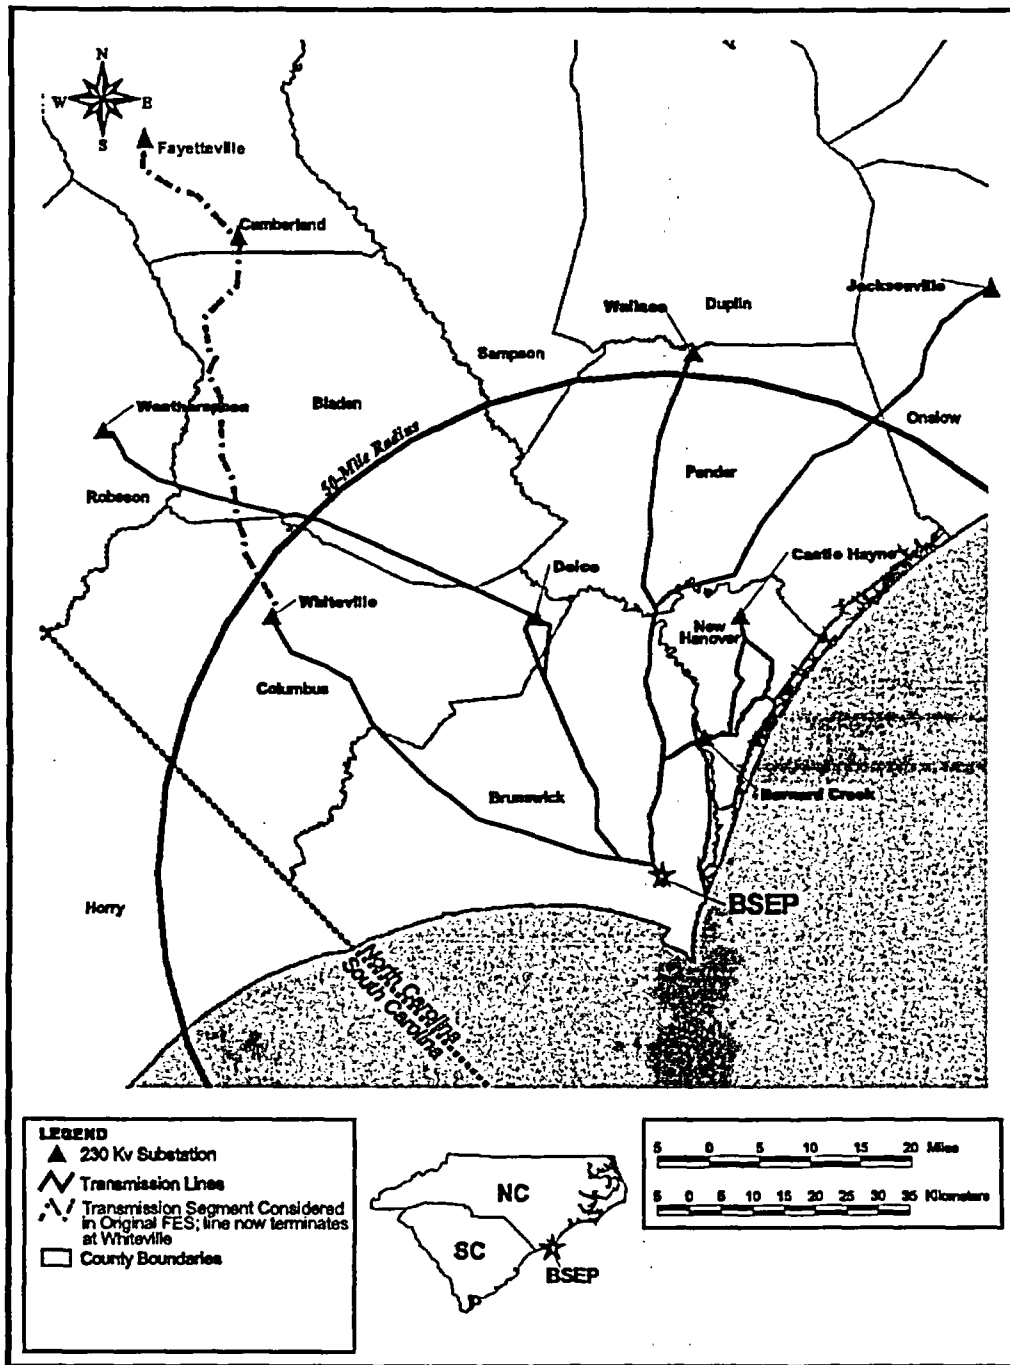 N
W
E
S
Fayetteville
Cumberland
Jacksonville
Wallace
Duplin
Sampson
Weatherspoon
Bladen
Onslow
50-Mile Radius
Pender
Robeson
Castle Hayne
Delco
Whiteville
New
Hanover
Columbus
Brunswick
Barnard Creek
BSEP
Horry
North Carolina
South Carolina
LEGEND
230 Kv Substation
Transmission Lines
Transmission Segment Considered
in Original FES; line now terminates
at Whiteville
County Boundaries
NC
SC
BSEP
5 0 5 10 15 20 Miles
5 0 5 10 15 20 25 30 35 Kilometers